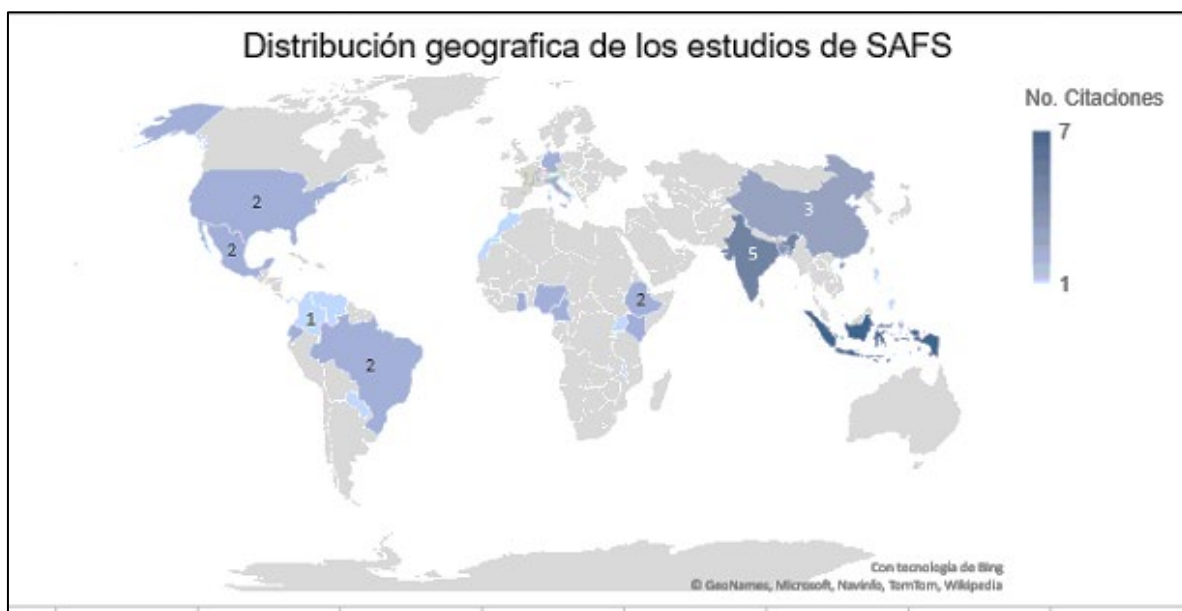 Distribución geografica de los estudios de SAFS
No. Citaciones
7
1
2
2
1
2
2
3
5
Con tecnología de Bing
© GeoNames, Microsoft, Navinfo, TomTom, Wikipedia